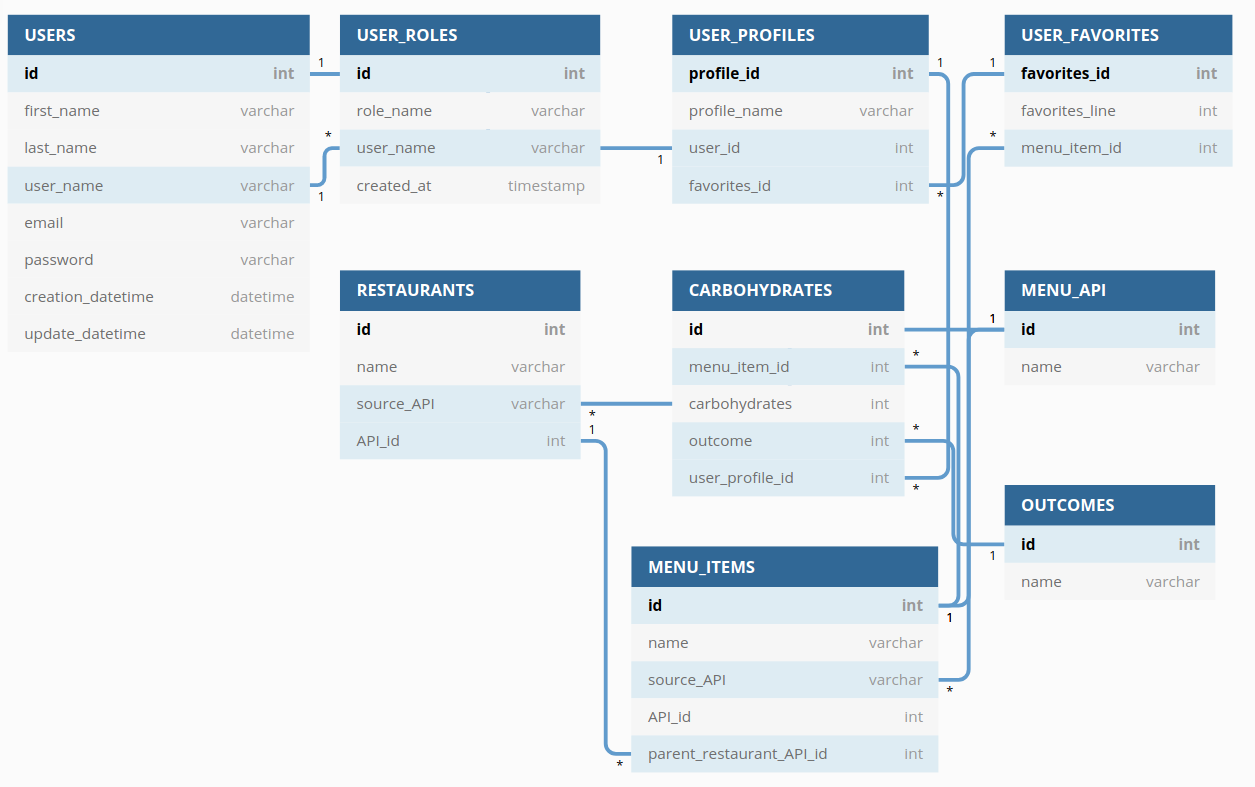 USERS
id int
first_name varchar
last_name varchar
user_name varchar
email varchar
password varchar
creation_datetime datetime
update_datetime datetime
1
*
1
USER_ROLES
id int
role_name varchar
user_name varchar
created_at timestamp
1
USER_PROFILES
profile_id int
profile_name varchar
user_id int
favorites_id int
1
*
1
*
USER_FAVORITES
favorites_id int
favorites_line int
menu_item_id int
RESTAURANTS
id int
name varchar
source_API varchar
API_id int
*
1
CARBOHYDRATES
id int
menu_item_id int
carbohydrates int
outcome int
user_profile_id int
*
*
*
1
MENU_API
id int
name varchar
OUTCOMES
id int
name varchar
1
MENU_ITEMS
id int
name varchar
source_API varchar
API_id int
parent_restaurant_API_id int
1
*
*